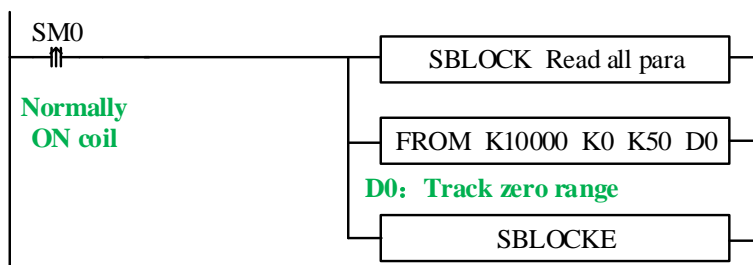 SM0
SBLOCK Read all para
Normally
ON coil
FROM K10000 K0 K50 D0
D0：Track zero range
SBLOCKE